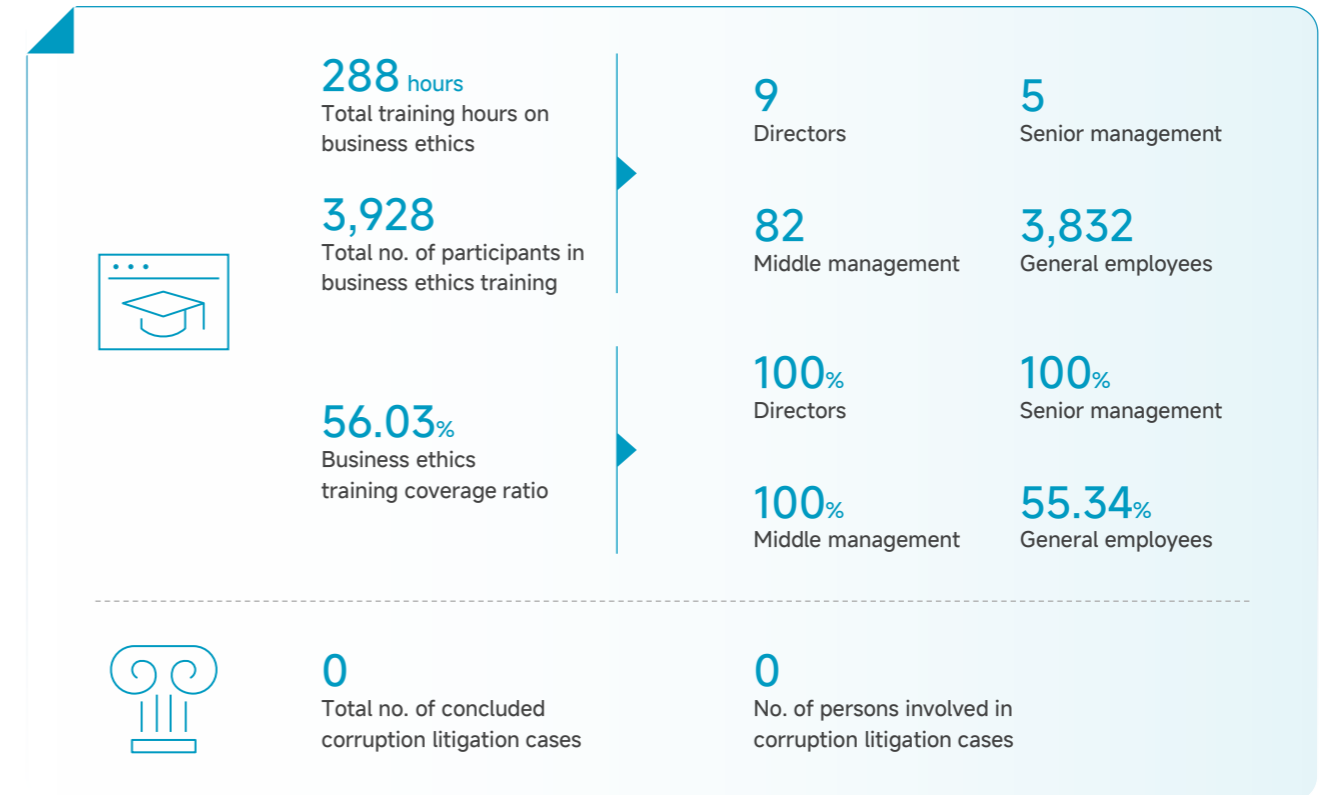 288 hours
Total training hours on
business ethics
3,928
Total no. of participants in
business ethics training
9
Directors
5
Senior management
82
Middle management
3,832
General employees
56.03%
Business ethics
training coverage ratio
100%
Directors
100%
Senior management
100%
Middle management
55.34%
General employees
0
Total no. of concluded
corruption litigation cases
0
No. of persons involved in
corruption litigation cases